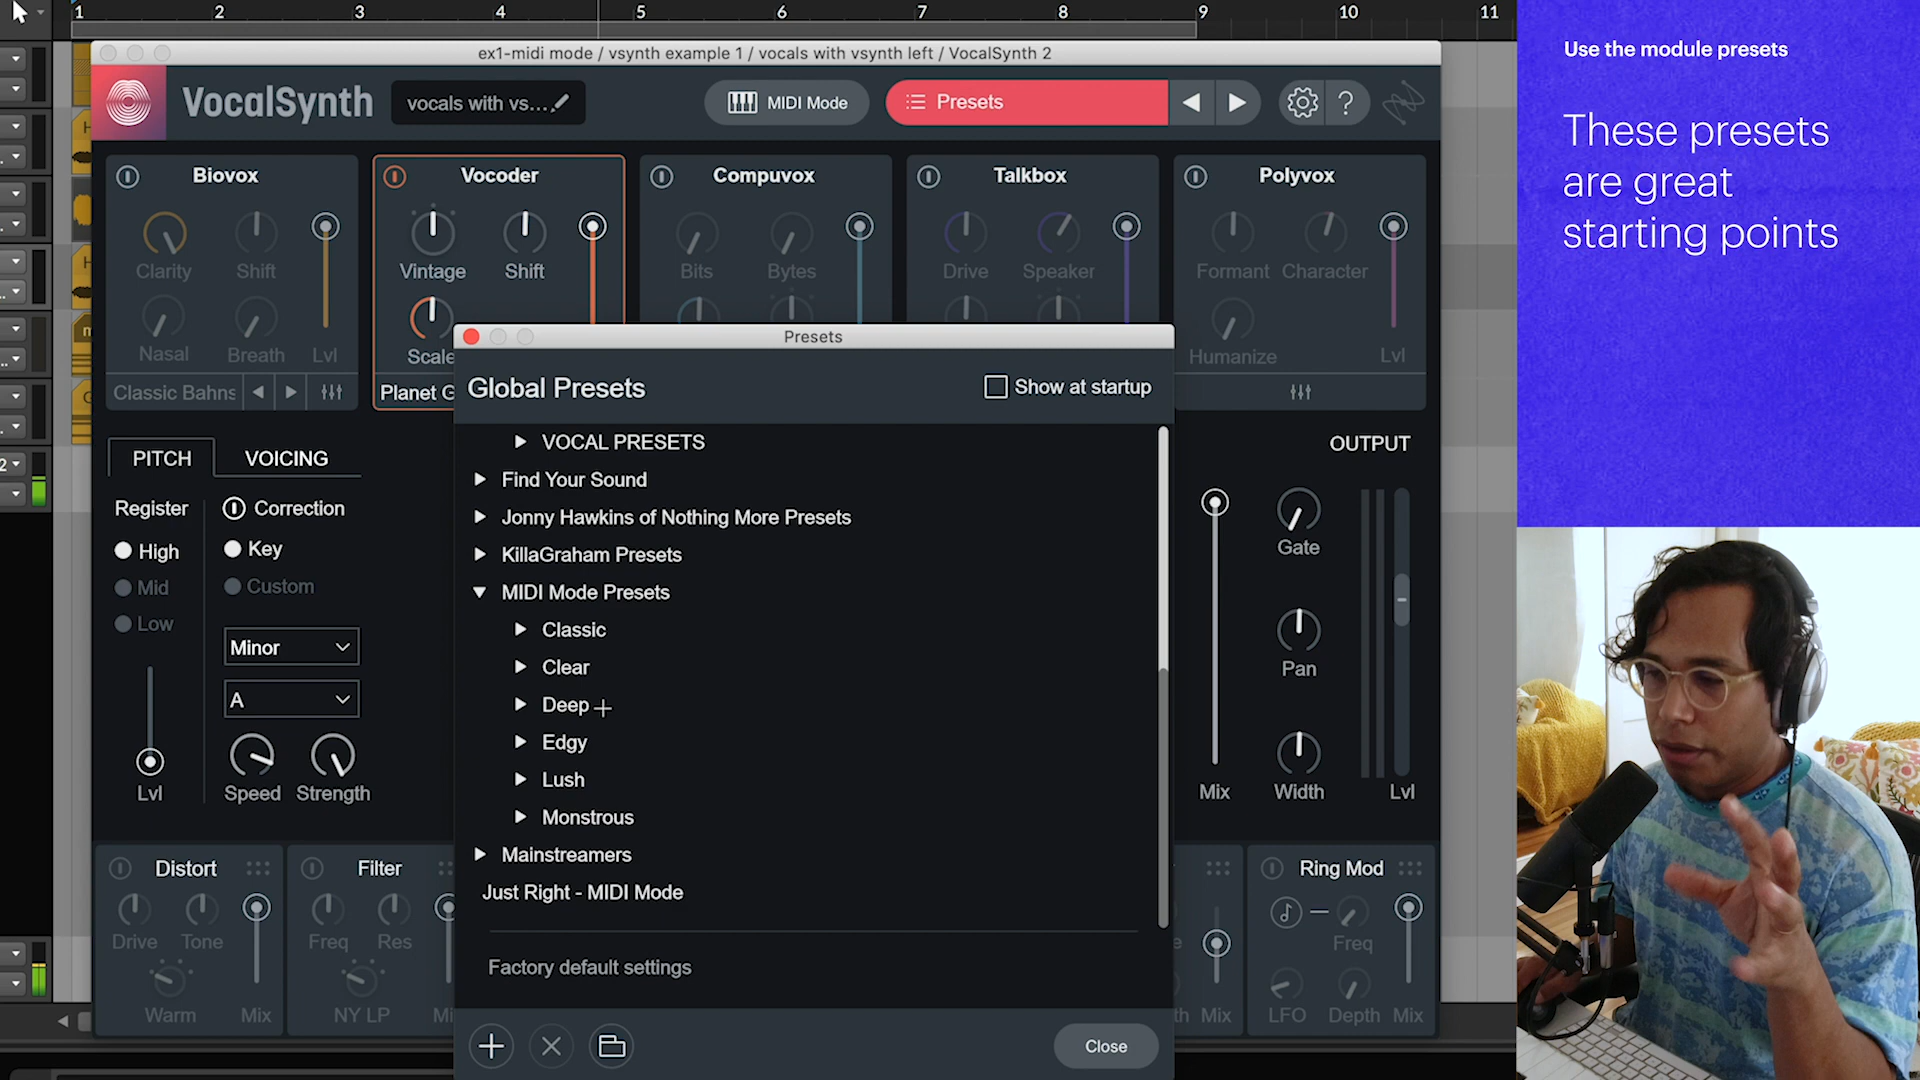 1 2 3 4 5 6 7 8 9 10 11
ex1-midi mode / vsynth example 1 / vocals with vsynth left / VocalSynth 2
VocalSynth
vocals with vs...
MIDI Mode
Presets
?
Biovox
Vocoder
Compuvox
Talkbox
Polyvox
Clarity Shift
Vintage Shift
Bits Bytes
Drive Speaker
Formant Character
Nasal Breath Lvl
Scale
Humanize Lvl
Classic Bahns
Planet G
Presets
Global Presets
Show at startup
VOCAL PRESETS
Find Your Sound
Jonny Hawkins of Nothing More Presets
KillaGraham Presets
MIDI Mode Presets
Classic
Clear
Deep
Edgy
Lush
Monstrous
Mainstreamers
Just Right - MIDI Mode
Factory default settings
Close
PITCH VOICING
Register
Correction
High
Key
Mid
Custom
Low
Minor
A
Lvl Speed Strength
OUTPUT
Gate
Pan
Mix Width Lvl
Distort
Filter
Drive Tone
Freq Res
Warm Mix
NY LP
Ring Mod
Freq
Mix
LFO Depth Mix
Use the module presets
These presets
are great
starting points